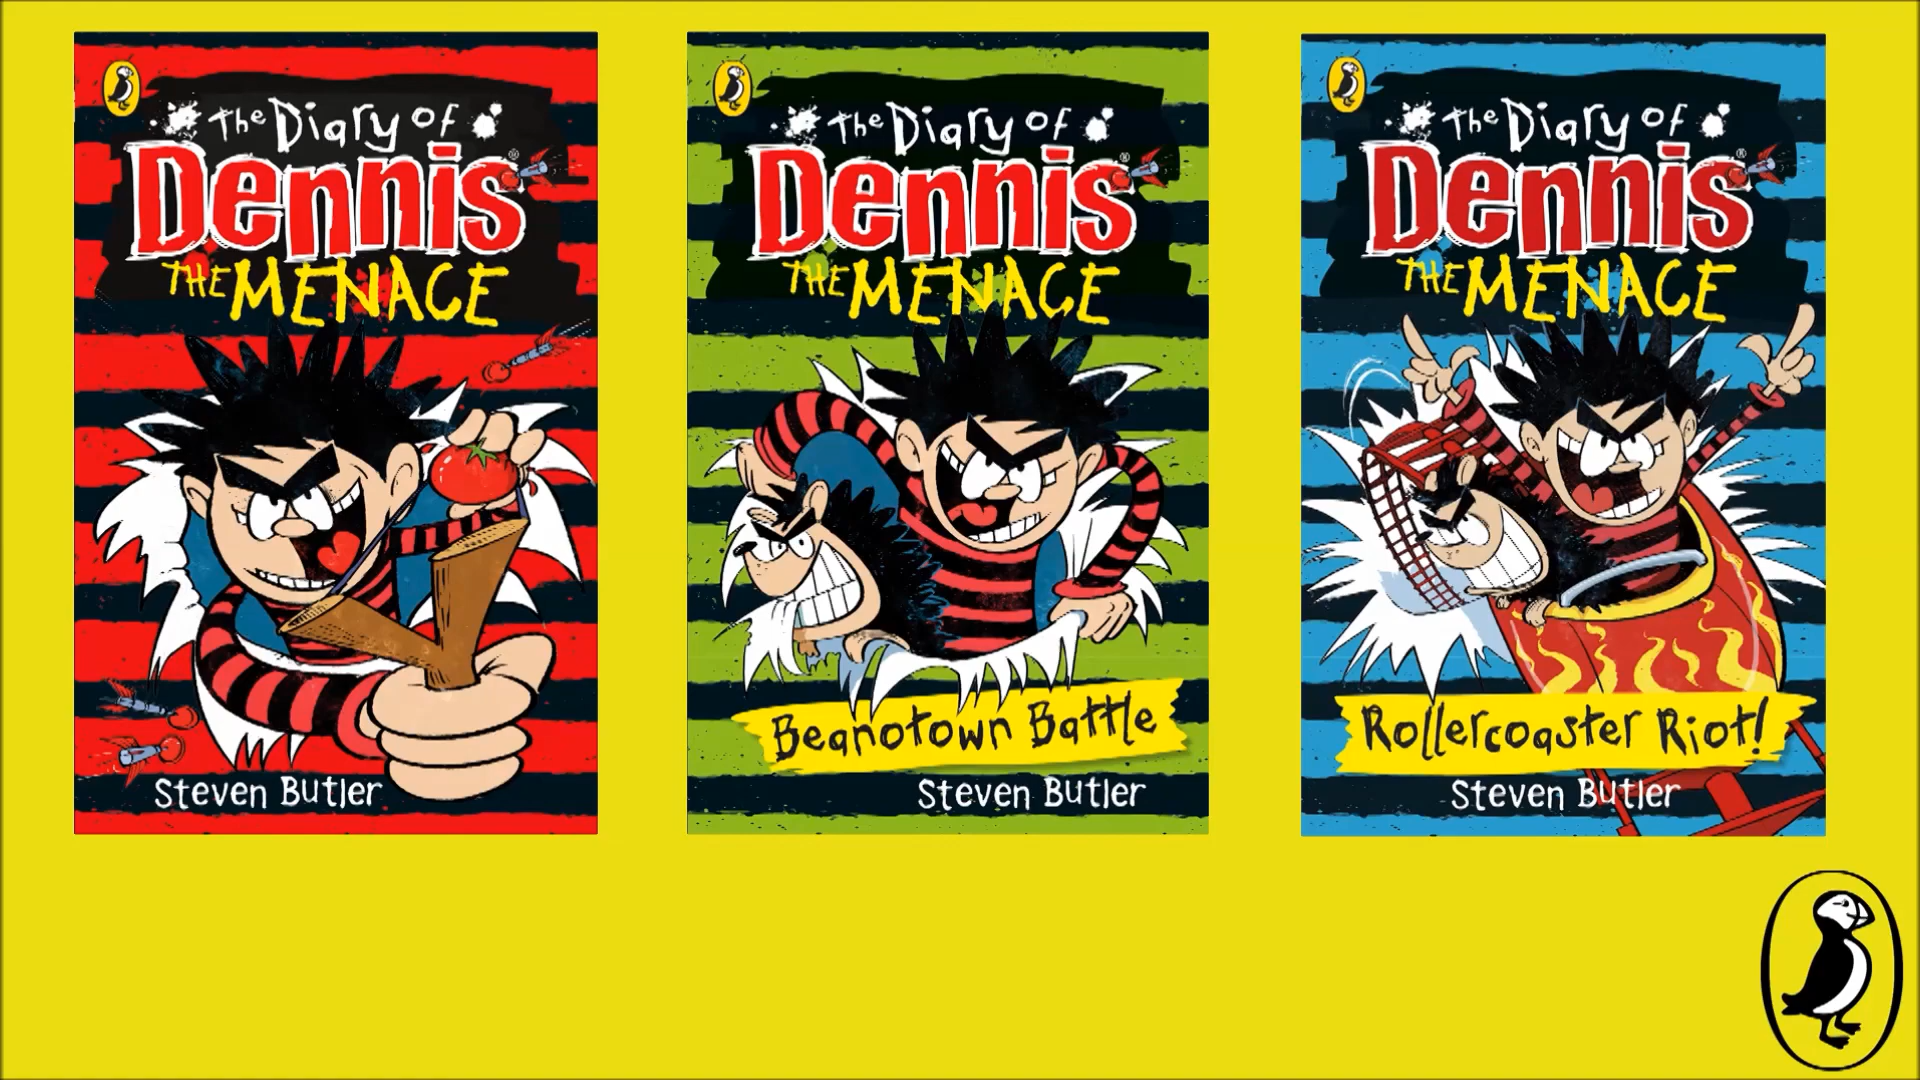 The Diary of
Dennis®
THE MENACE
Steven Butler
The Diary of
Dennis®
THE MENACE
Beanotown Battle
Steven Butler
The Diary of
Dennis®
THE MENACE
Rollercoaster Riot!
Steven Butler